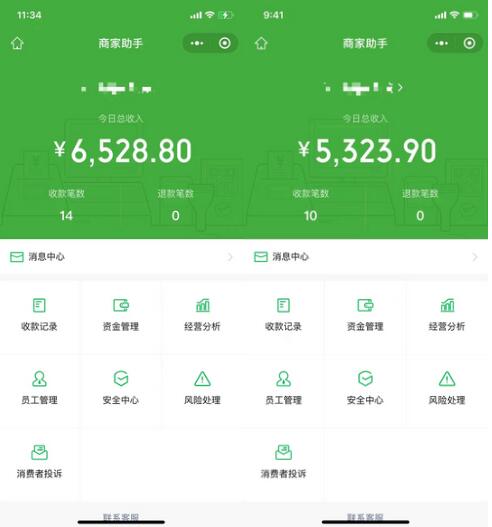 11:34
商家助手
今日总收入
¥6,528.80
收款笔数
退款笔数
14
0
消息中心
收款记录
资金管理
经营分析
员工管理
安全中心
风险处理
消费者投诉
联系客服
9:41
商家助手
今日总收入
¥5,323.90
收款笔数
退款笔数
10
0
消息中心
收款记录
资金管理
经营分析
员工管理
安全中心
风险处理
消费者投诉
联系客服